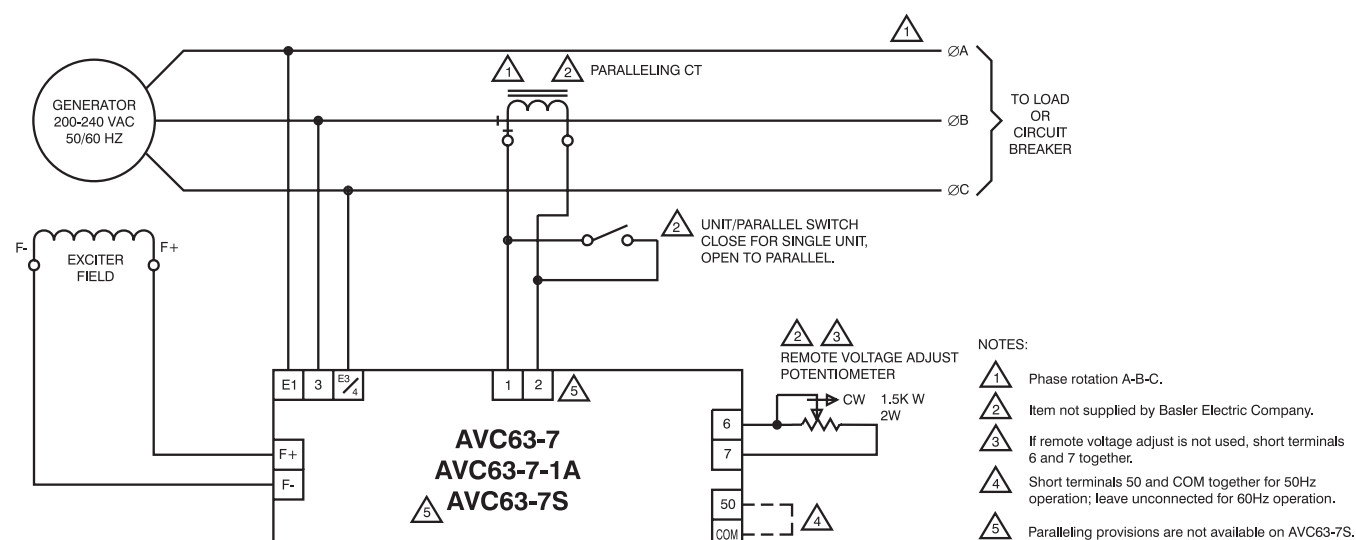 1
ØA
1
2
PARALLELING CT
GENERATOR
200-240 VAC
50/60 HZ
TO LOAD
OR
CIRCUIT
BREAKER
ØB
ØC
2
UNIT/PARALLEL SWITCH
CLOSE FOR SINGLE UNIT,
OPEN TO PARALLEL.
F-
F+
EXCITER
FIELD
2
3
REMOTE VOLTAGE ADJUST
POTENTIOMETER
CW
1.5K W
2W
E1
3
E3/4
1
2
5
6
7
F+
F-
AVC63-7
AVC63-7-1A
5
AVC63-7S
50
COM
4
NOTES:
1 Phase rotation A-B-C.
2 Item not supplied by Basler Electric Company.
3 If remote voltage adjust is not used, short terminals
6 and 7 together.
4 Short terminals 50 and COM together for 50Hz
operation; leave unconnected for 60Hz operation.
5 Paralleling provisions are not available on AVC63-7S.